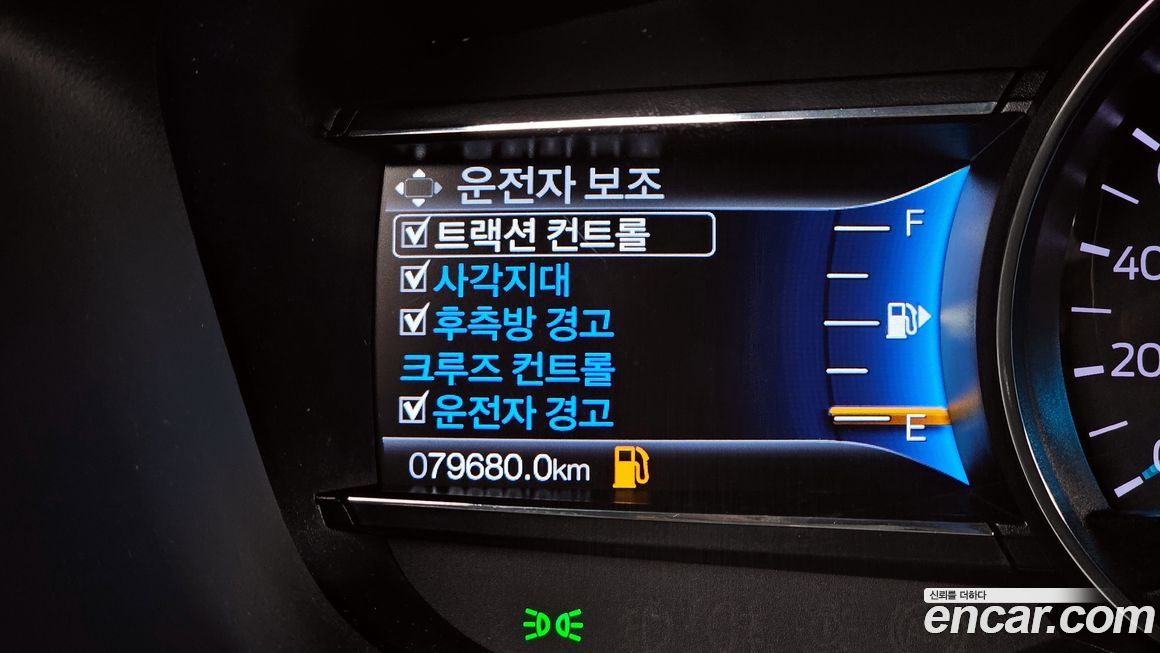 운전자 보조
트랙션 컨트롤
사각지대
후측방 경고
크루즈 컨트롤
운전자 경고
F
E
079680.0km
40
20
신뢰를 더하다
encar.com